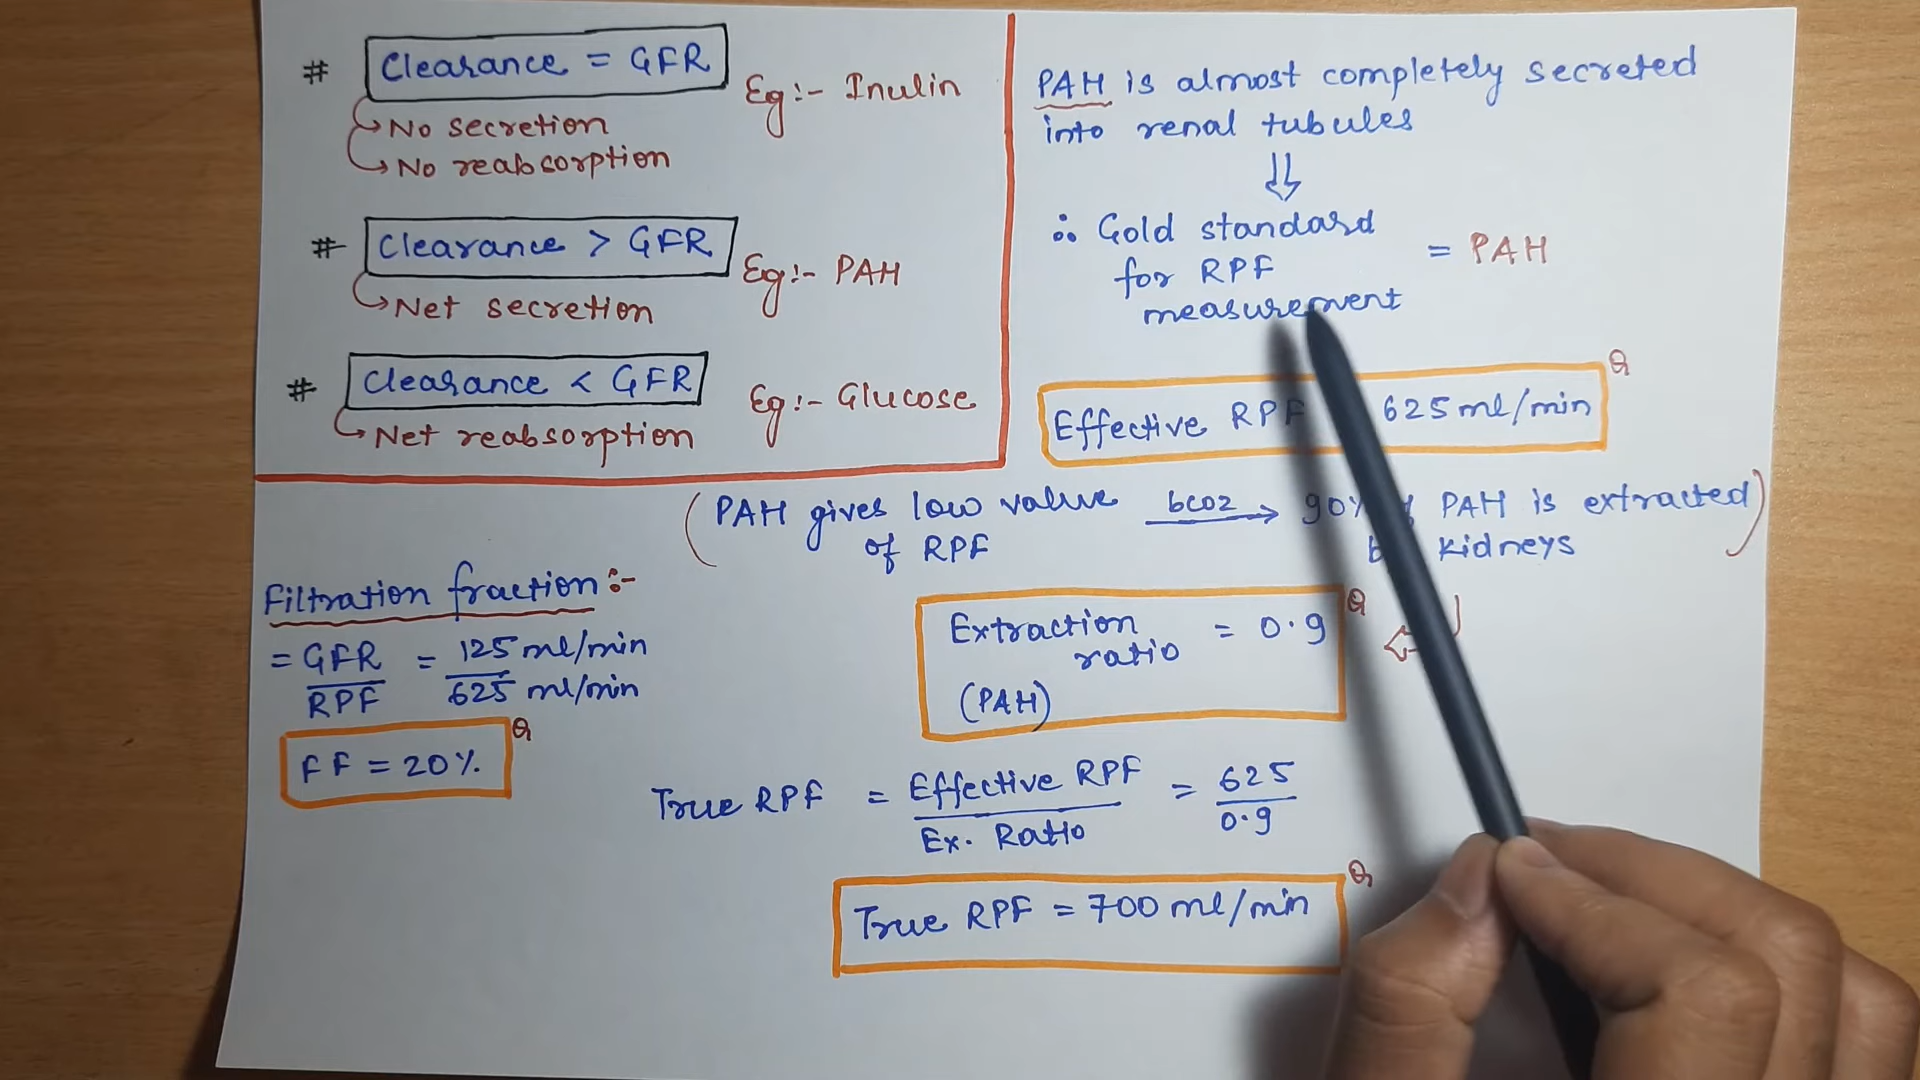 # Clearance = GFR
No secretion
No reabsorption
Eg:- Inulin
# Clearance > GFR
Net secretion
Eg:- PAH
# Clearance < GFR
Net reabsorption
Eg:- Glucose
PAH is almost completely secreted
into renal tubules
∴ Gold standard
for RPF
measurement
= PAH
Effective RPF 625 ml/min
Q
(PAH gives low value
of RPF
bcoz
90% PAH is extracted
kidneys)
Filtration fraction :-
= GFR = 125 ml/min
RPF 625 ml/min
FF = 20%
Q
Extraction = 0.9
ratio
(PAH)
Q
True RPF = Effective RPF = 625
Ex. Ratio 0.9
True RPF = 700 ml/min
Q